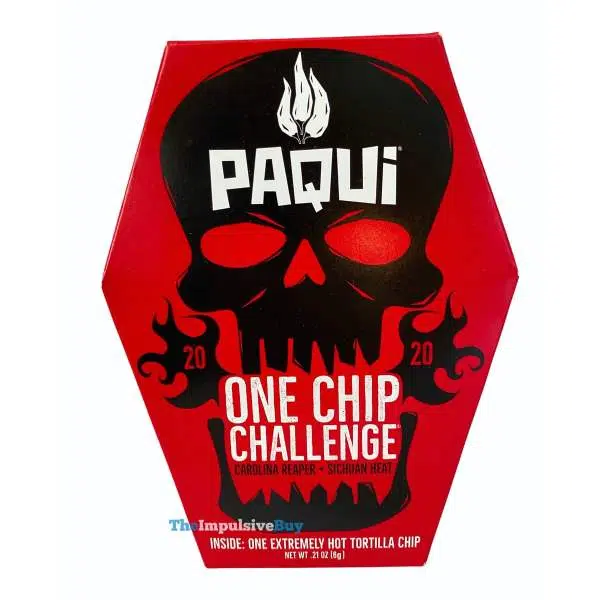 PAQUI
20 20
ONE CHIP
CHALLENGE
CAROLINA REAPER • SICHUAN HEAT
TheImpulsiveBuy
INSIDE: ONE EXTREMELY HOT TORTILLA CHIP
NET WT .21 OZ (6g)